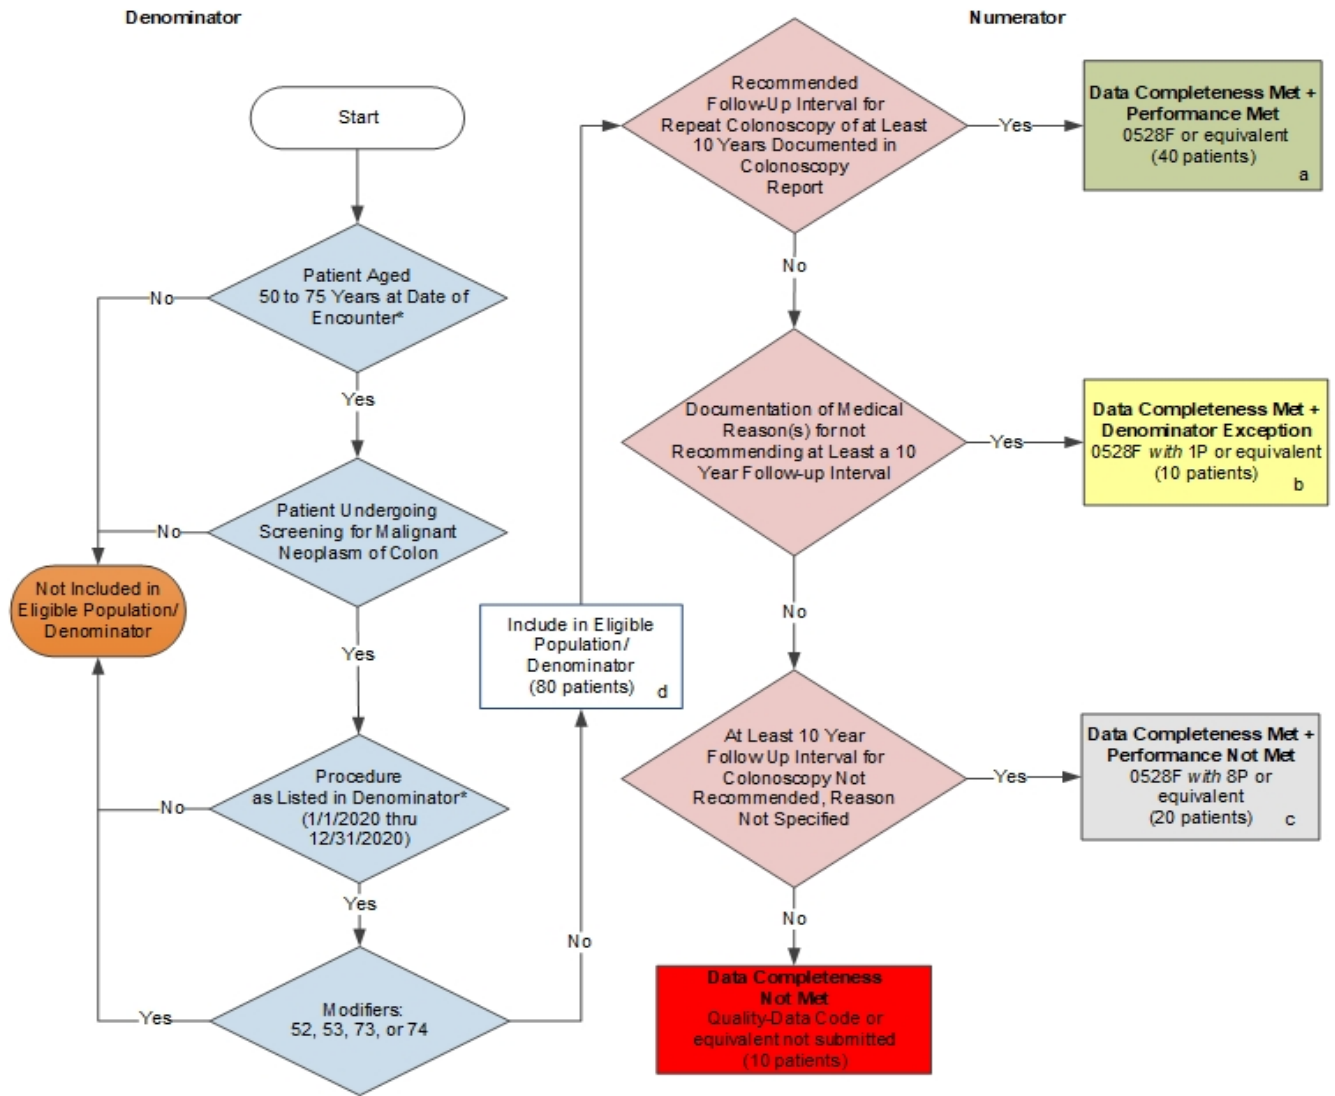 Denominator
Numerator
Start
Patient Aged
50 to 75 Years at Date of
Encounter*
No
Yes
Patient Undergoing
Screening for Malignant
Neoplasm of Colon
No
Not Included in
Eligible Population/
Denominator
Yes
Procedure
as Listed in Denominator*
(1/1/2020 thru
12/31/2020)
No
Yes
Modifiers:
52, 53, 73, or 74
Yes
No
Include in Eligible
Population/
Denominator
(80 patients)
d
Recommended
Follow-Up Interval for
Repeat Colonoscopy of at Least
10 Years Documented in
Colonoscopy
Report
Yes
Data Completeness Met +
Performance Met
0528F or equivalent
(40 patients)
a
No
Documentation of Medical
Reason(s) for not
Recommending at Least a 10
Year Follow-up Interval
Yes
Data Completeness Met +
Denominator Exception
0528F with 1P or equivalent
(10 patients)
b
No
At Least 10 Year
Follow Up Interval for
Colonoscopy Not
Recommended, Reason
Not Specified
Yes
Data Completeness Met +
Performance Not Met
0528F with 8P or
equivalent
(20 patients)
c
No
Data Completeness
Not Met
Quality-Data Code or
equivalent not submitted
(10 patients)